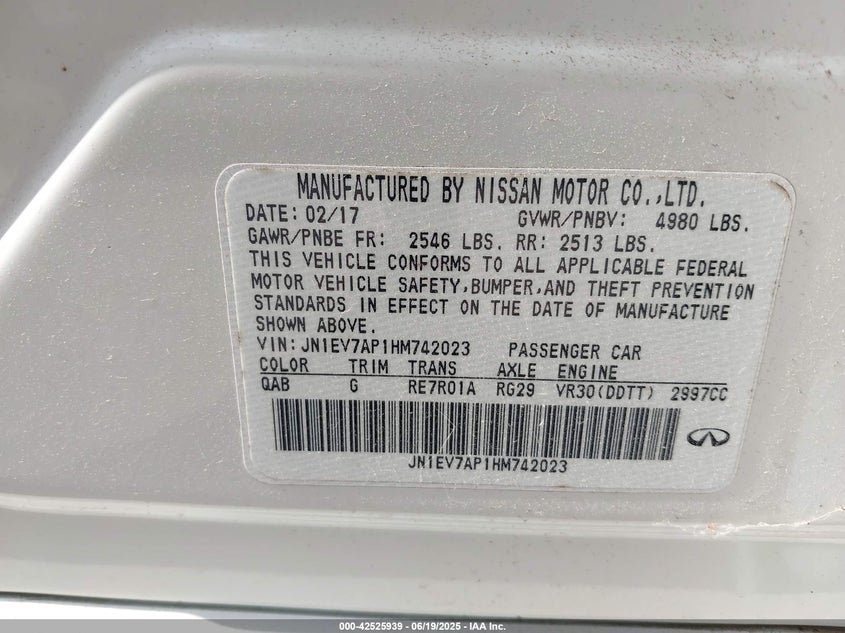 MANUFACTURED BY NISSAN MOTOR CO.,LTD.
DATE: 02/17 GVWR/PNBV: 4980 LBS.
GAWR/PNBE FR: 2546 LBS. RR: 2513 LBS.
THIS VEHICLE CONFORMS TO ALL APPLICABLE FEDERAL
MOTOR VEHICLE SAFETY,BUMPER,AND THEFT PREVENTION
STANDARDS IN EFFECT ON THE DATE OF MANUFACTURE
SHOWN ABOVE.
VIN:JN1EV7AP1HM742023 PASSENGER CAR
COLOR TRIM TRANS AXLE ENGINE
QAB G RE7R01A RG29 VR30(DDTT) 2997CC
JN1EV7AP1HM742023
000-42525939 - 06/19/2025 - IAA Inc.